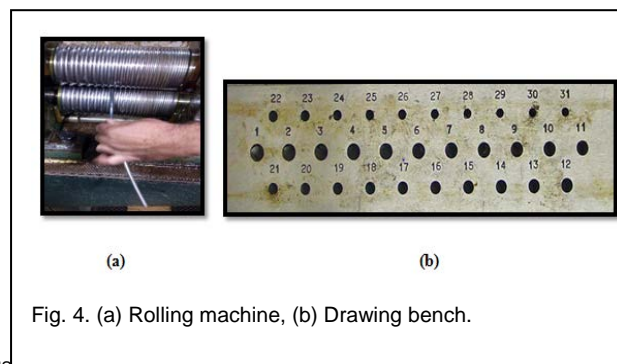 22 23 24 25 26 27 28 29 30 31
1 2 3 4 5 6 7 8 9 10 11
21 20 19 18 17 16 15 14 13 12
(a) (b)
Fig. 4. (a) Rolling machine, (b) Drawing bench.